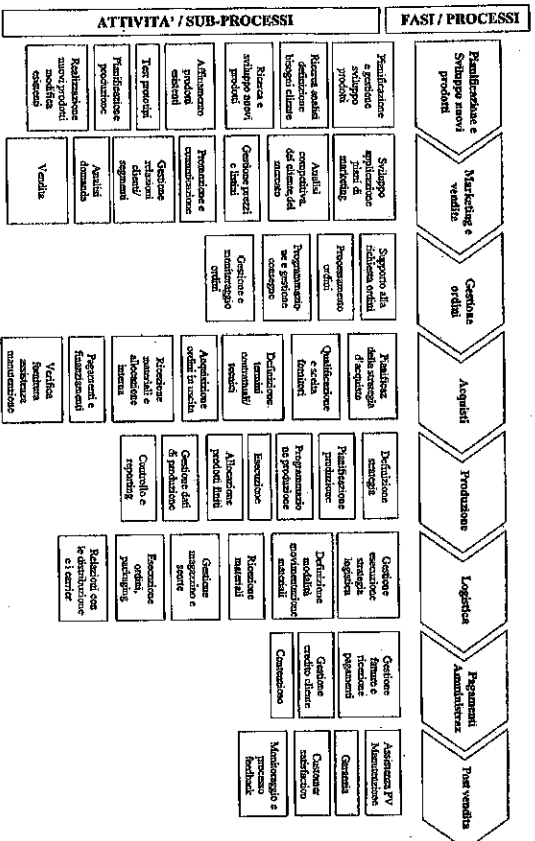 FASI / PROCESSI
ATTIVITA' / SUB-PROCESSI
Pianificazione e
Sviluppo nuovi
prodotti
Pianificazione
e gestione
sviluppo
prodotti
Ricerca analisi
definizione
bisogni cliente
Ricerca e
sviluppo nuovi
prodotti
Affinamento
prodotti
esistenti
Test prototipi
Pianificazione
produzione
Realizzazione
nuovi prodotti
modifica
esistenti
Marketing e
vendite
Sviluppo
applicazione
piani di
marketing
Analisi
competitiva,
del cliente, del
mercato
Gestione prezzi
e listini
Promozione e
comunicazione
Gestione
relazioni
clienti/
segmenti
Analisi
domanda
Vendita
Gestione
ordini
Supporto alla
richiesta ordini
Processamento
ordini
Programmazio-
ne e gestione
consegne
Gestione e
monitoraggio
ordini
Acquisti
Pianificaz
della strategia
d'acquisto
Qualificazione
e scelta
fornitori
Definizione
termini
contrattuali/
tecnici
Acquisizione
ordini in uscita
Ricezione
materiali e
allocazione
interna
Pagamenti e
finanziamenti
Verifica
fornitura
assistenza
manutenzione
Produzione
Definizione
strategia
Pianificazione
produzione
Programmazio
ne produzione
Esecuzione
Allocazione
prodotti finiti
Gestione dati
di produzione
Controllo e
reporting
Logistica
Gestione
esecuzione
strategia
logistica
Definizione
modalità
movimentazione
materiali
Ricezione
materiali
Gestione
magazzino e
scorte
Esecuzione
ordini,
packaging
Relazioni con
le distribuzione
e i carrier
Pagamenti
Amministraz
Gestione
fatture e
ricezione
pagamenti
Gestione
credito cliente
Contenzioso
Post vendita
Assistenza PV
Manutenzione
Garanzia
Customer
satisfactico
Monitoraggio e
processo
feedback